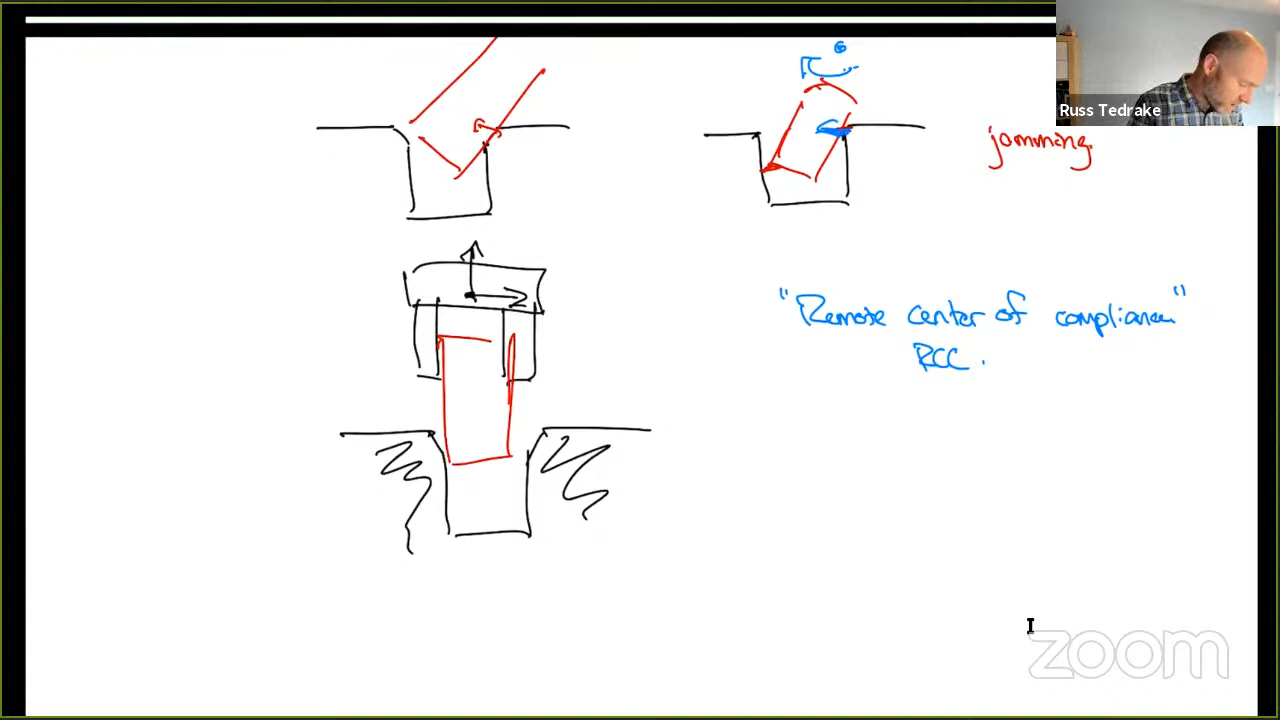 Russ Tedrake
jamming.
"Remote center of compliance"
RCC.
zoom